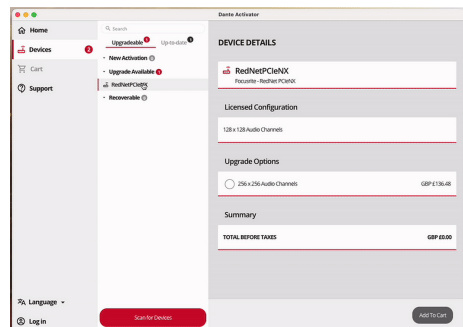 Dante Activator
Home
Devices
8
Cart
Support
Search
Upgradeable 1
Up-to-date
New Activation 0
Upgrade Available 1
RedNetPCIeNX
Recoverable 0
DEVICE DETAILS
RedNetPCIeNX
Focusrite - RedNet PCIeNX
Licensed Configuration
128 x 128 Audio Channels
Upgrade Options
256 x 256 Audio Channels GBP £136.48
Summary
TOTAL BEFORE TAXES GBP £0.00
Language
Log in
Scan for Devices
Add To Cart